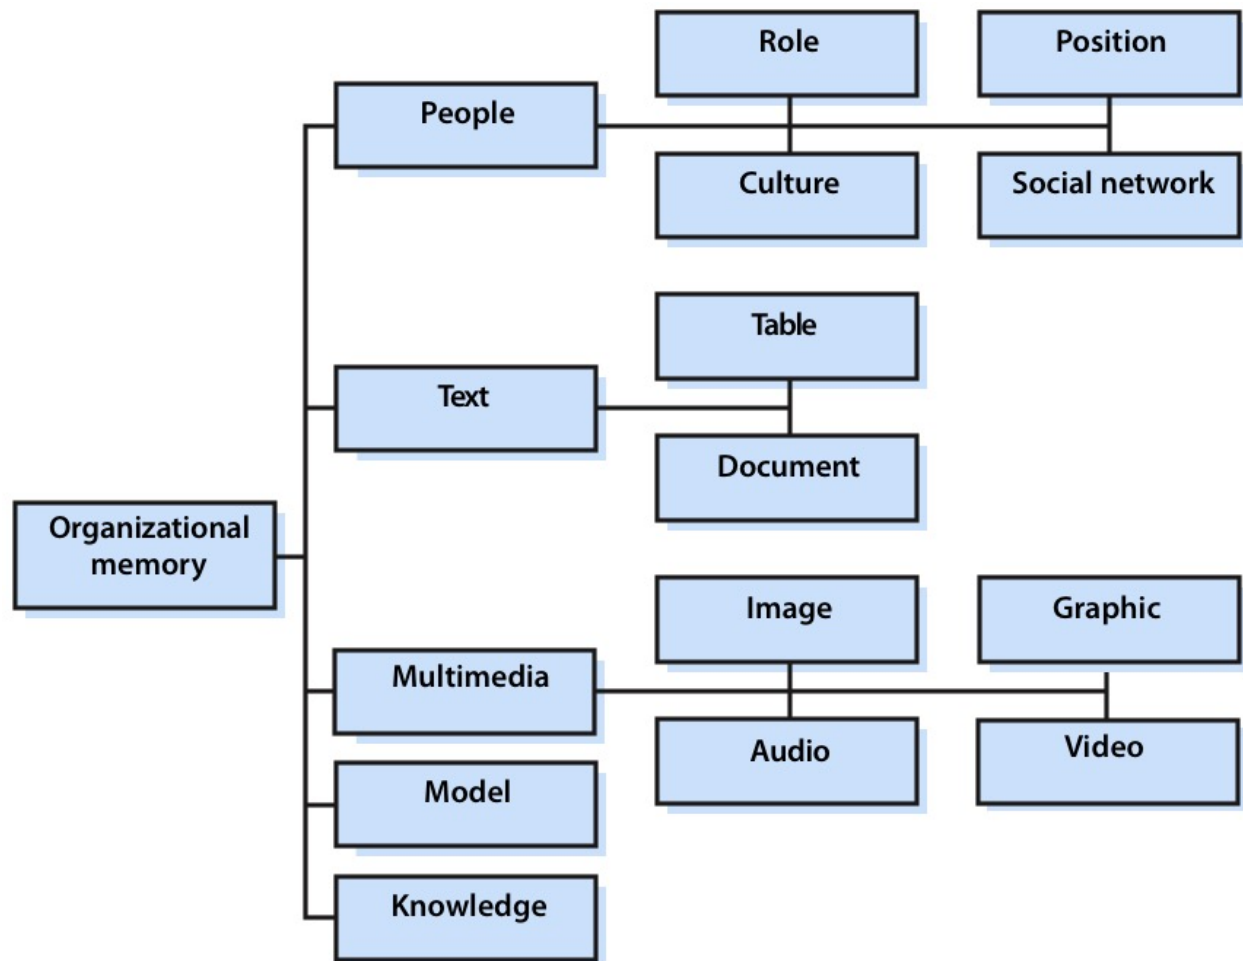 Role
Position
People
Culture
Social network
Table
Text
Document
Organizational
memory
Image
Graphic
Multimedia
Audio
Video
Model
Knowledge